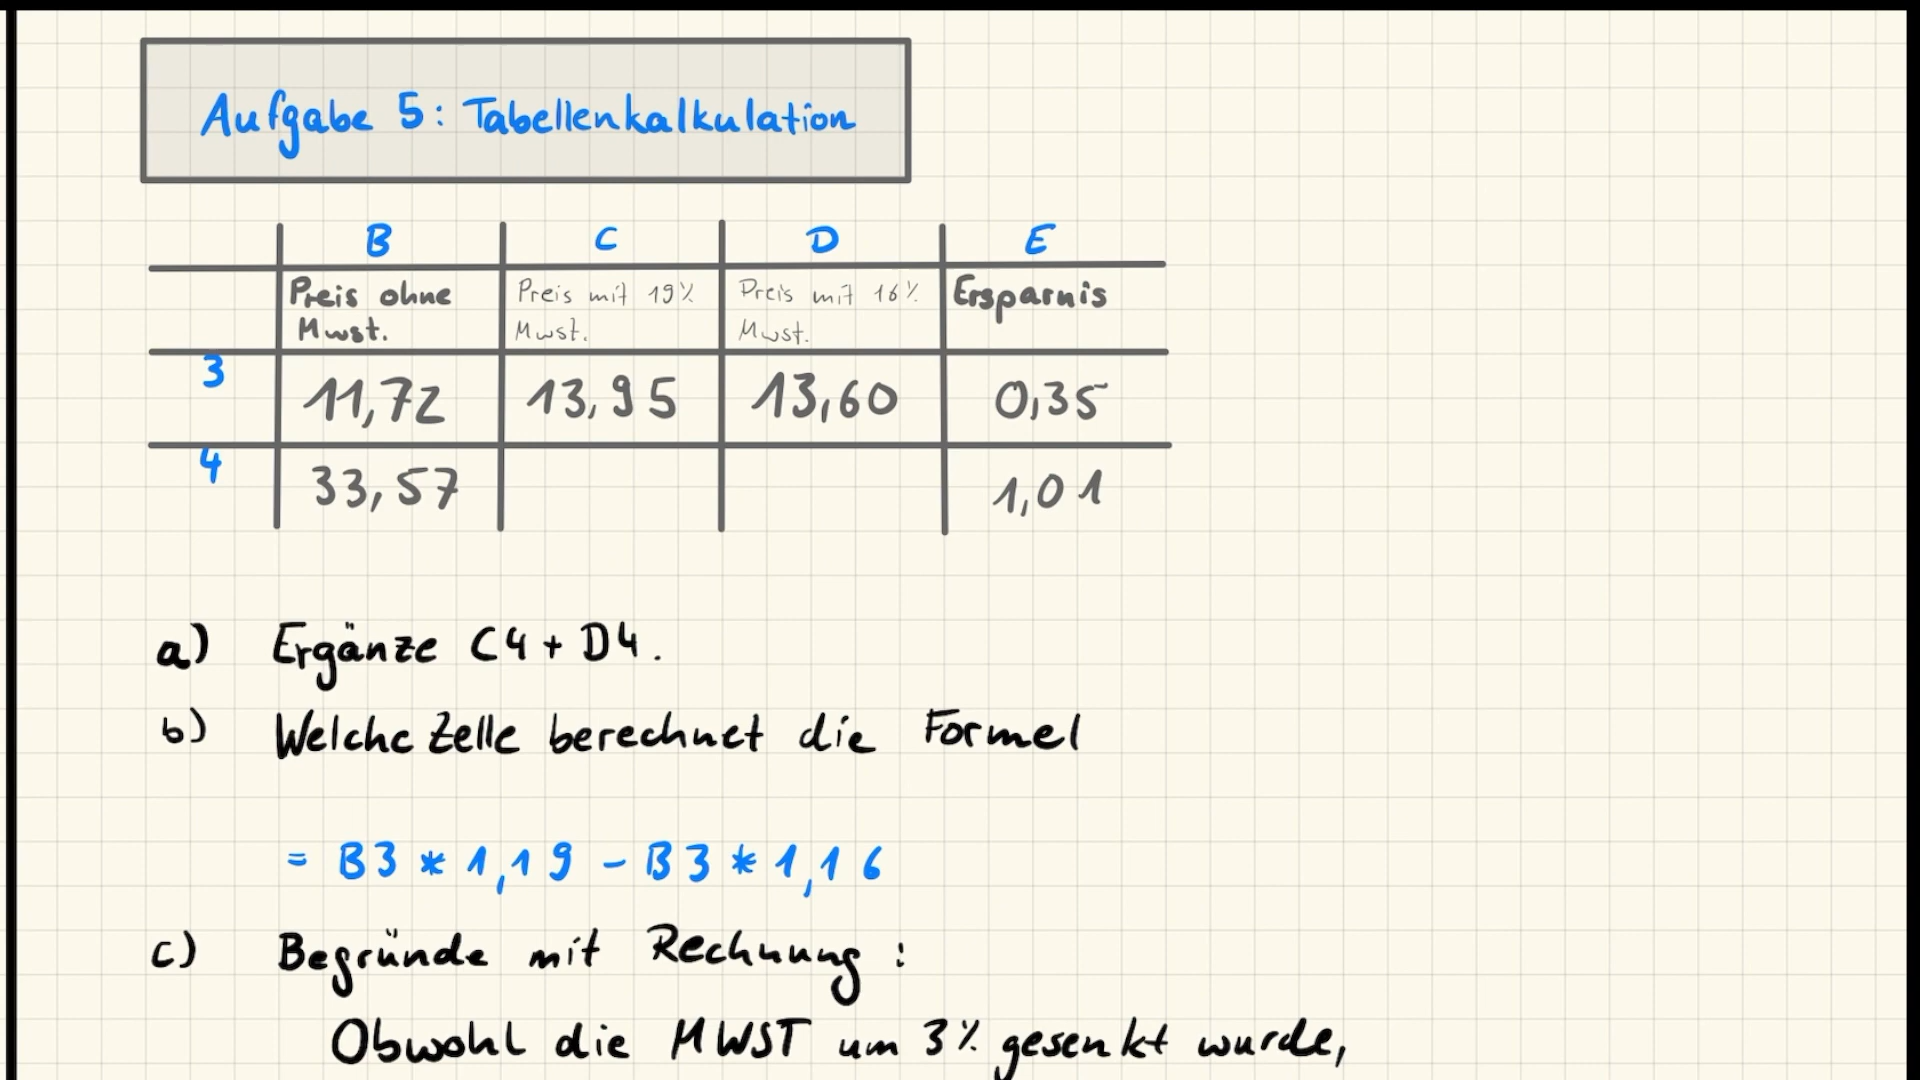 Aufgabe 5: Tabellenkalkulation
B C D E
Preis ohne Mwst. Preis mit 19% Mwst. Preis mit 16% Mwst. Ersparnis
3 11,72 13,95 13,60 0,35
4 33,57 1,01
a) Ergänze C4 + D4.
b) Welche Zelle berechnet die Formel
= B3 * 1,19 - B3 * 1,16
c) Begründe mit Rechnung:
Obwohl die MWST um 3% gesenkt wurde,